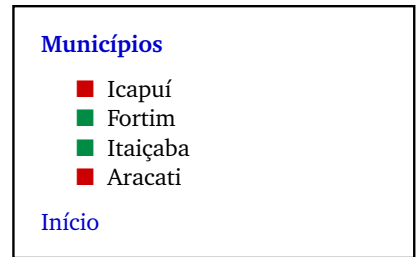 Municípios
Icapuí
Fortim
Itaiçaba
Aracati
Início